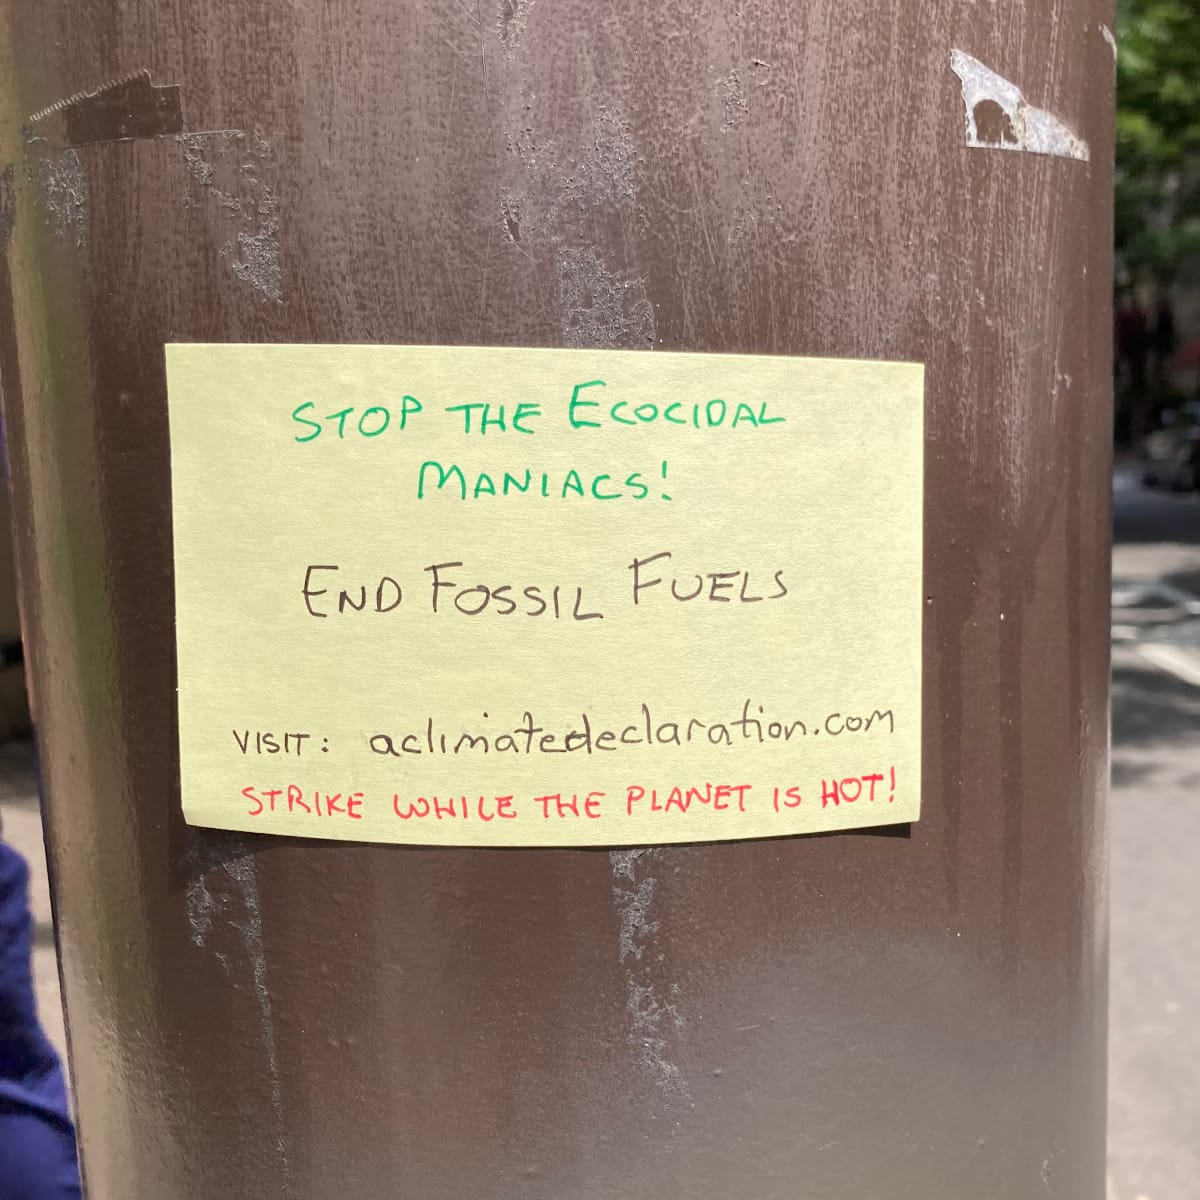 STOP THE ECOCIDAL
MANIACS!
END FOSSIL FUELS
VISIT: aclimatedeclaration.com
STRIKE WHILE THE PLANET IS HOT!